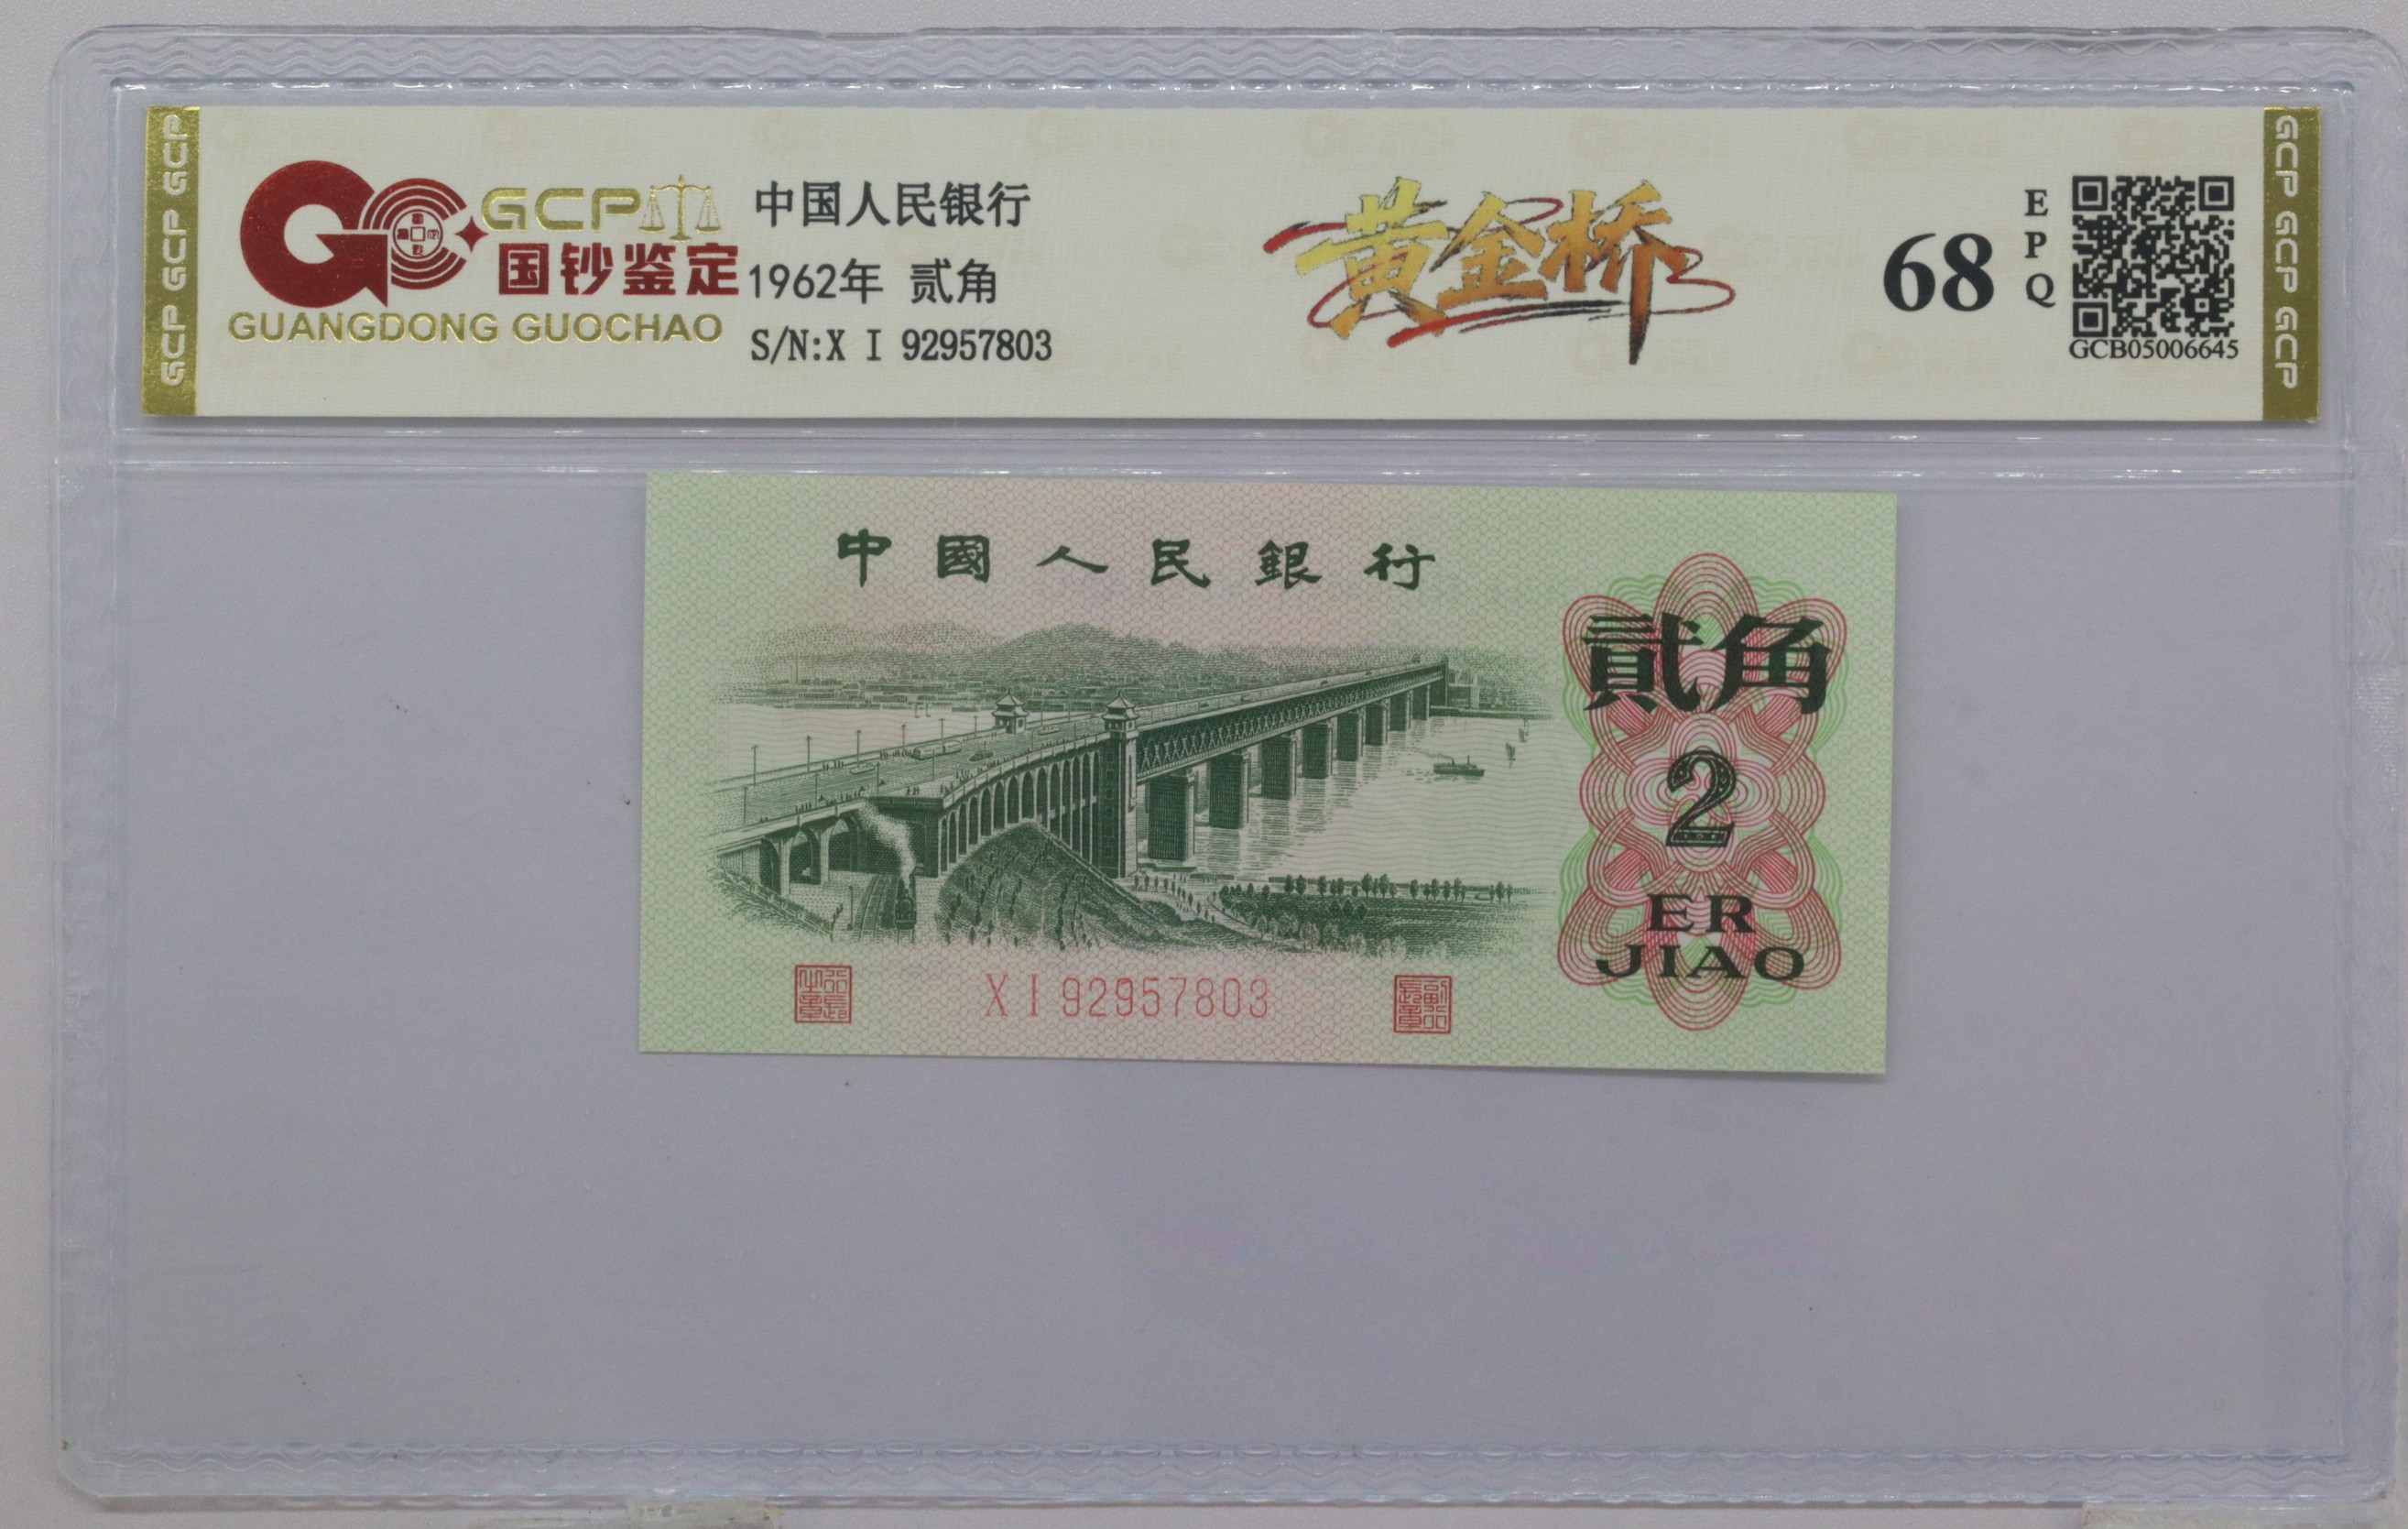 GCP GCP GCP
GCP
国钞鉴定
GUANGDONG GUOCHAO
中国人民银行
1962年 贰角
S/N:X I 92957803
黄金桥
68
E
P
Q
GCB05006645
GCP GCP GCP
中國人民銀行
貳角
2
ER
JIAO
X I 92957803